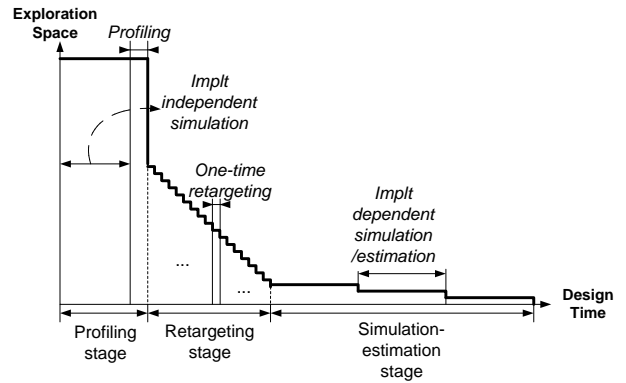 Exploration
Space
Profiling
Implt
independent
simulation
One-time
retargeting
Implt
dependent
simulation
/estimation
...
...
Design
Time
Profiling
stage
Retargeting
stage
Simulation-
estimation
stage